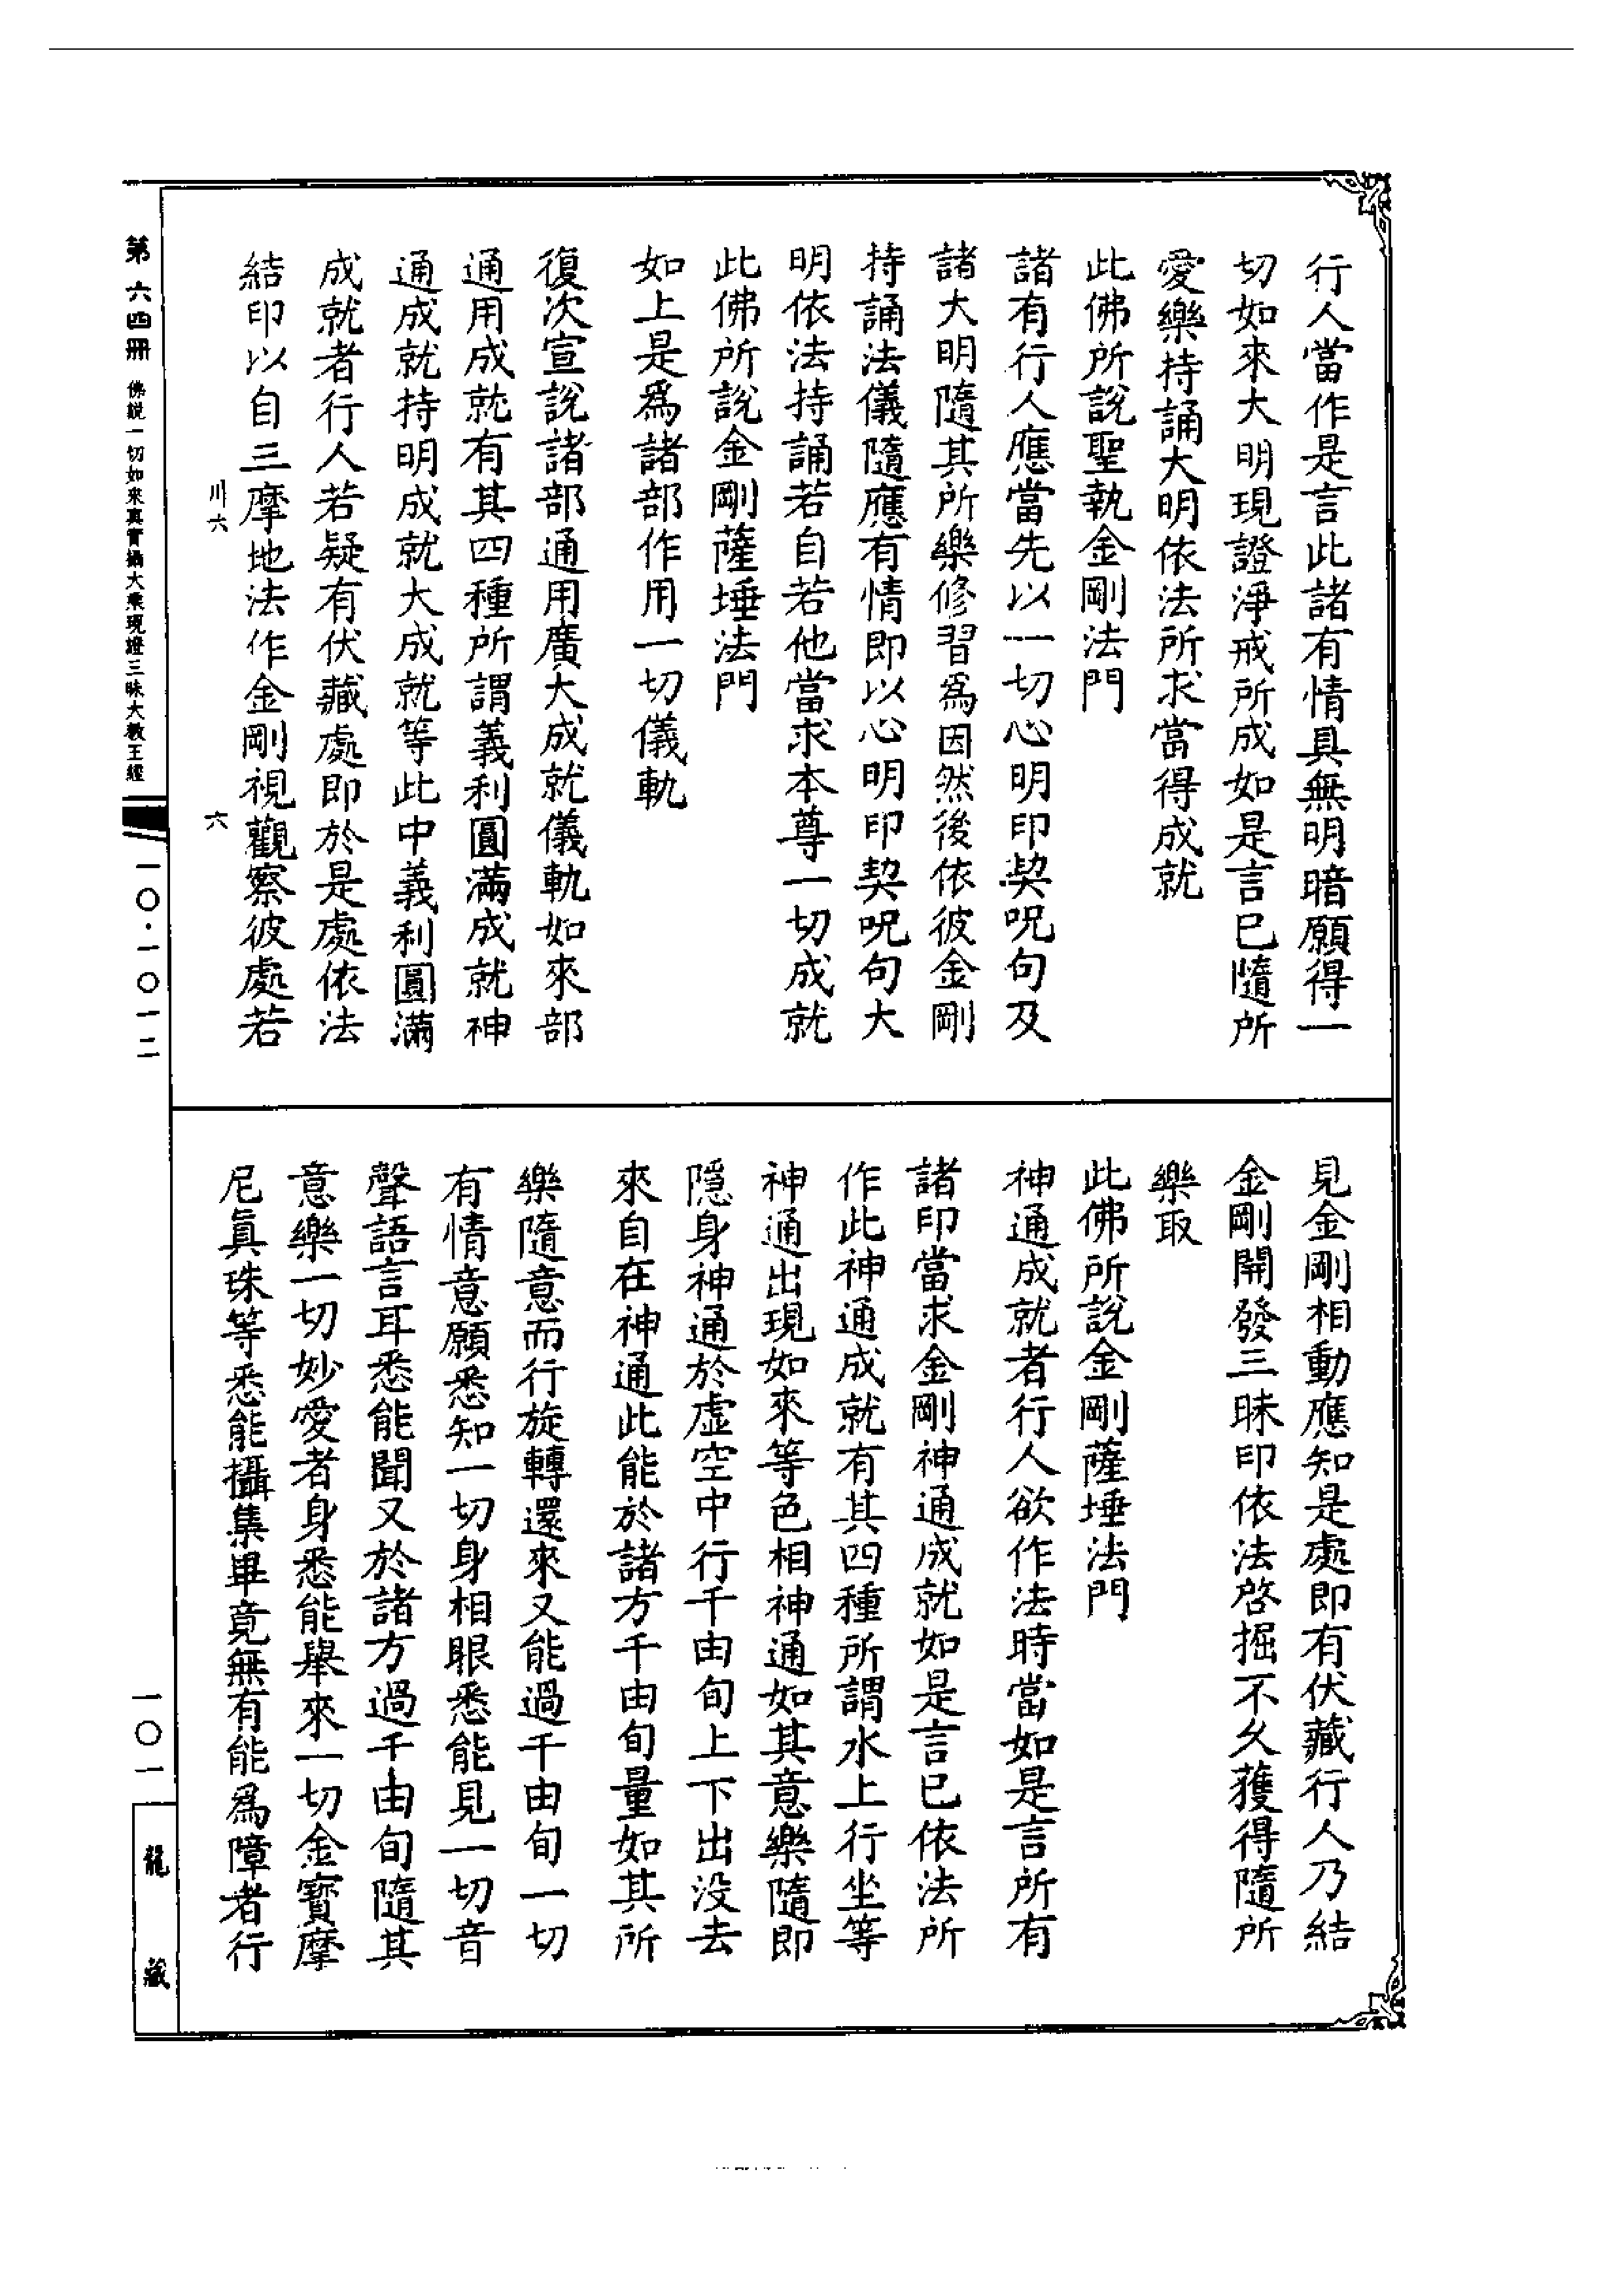 行人當作是言此諸有情具無明暗願得一
切如來大明現證淨戒所成如是言已隨所
愛樂持誦大明依法所求當得成就
此佛所說聖執金剛法門
諸有行人應當先以一切心明印契呪句及
諸大明隨其所樂修習爲因然後依彼金剛
持誦法儀隨應有情即以心明印契呪句大
明依法持誦若自若他當求本尊一切成就
此佛所說金剛薩埵法門
如上是爲諸部作用一切儀軌
復次宣說諸部通用廣大成就儀軌如來部
通用成就有其四種所謂義利圓滿成就神
通成就持明成就大成就等此中義利圓滿
成就者行人若疑有伏藏處即於是處依法
結印以自三摩地法作金剛視觀察彼處若
川六 六
見金剛相動應知是處即有伏藏行人乃結
金剛開發三昧印依法啓掘不久獲得隨所
樂取
此佛所說金剛薩埵法門
神通成就者行人欲作法時當如是言所有
諸印當求金剛神通成就如是言已依法所
作此神通成就有其四種所謂水上行坐等
神通出現如來等色相神通如其意樂隨即
隱身神通於虛空中行千由旬上下出沒去
來自在神通此能於諸方千由旬量如其所
樂隨意而行旋轉還來又能過千由旬一切
有情意願悉知一切身相眼悉能見一切音
聲語言耳悉能聞又於諸方過千由旬隨其
意樂一切妙愛者身悉能舉來一切金寶摩
尼眞珠等悉能攝集畢竟無有能爲障者行
第六四冊 佛說一切如來真實攝大乘現證三昧大教王經
一〇·一〇一二
一〇一
龍藏